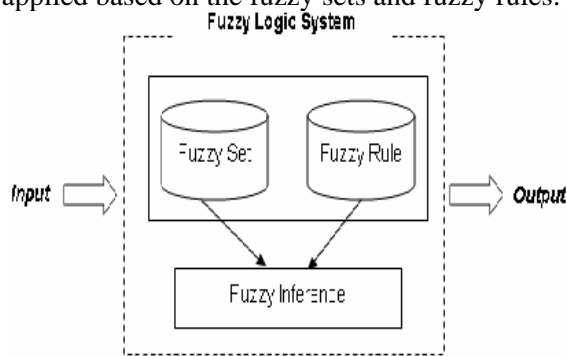 applied based on the fuzzy sets and fuzzy rules.
Fuzzy Logic System
Fuzzy Set
Fuzzy Rule
Input
Output
Fuzzy Inference